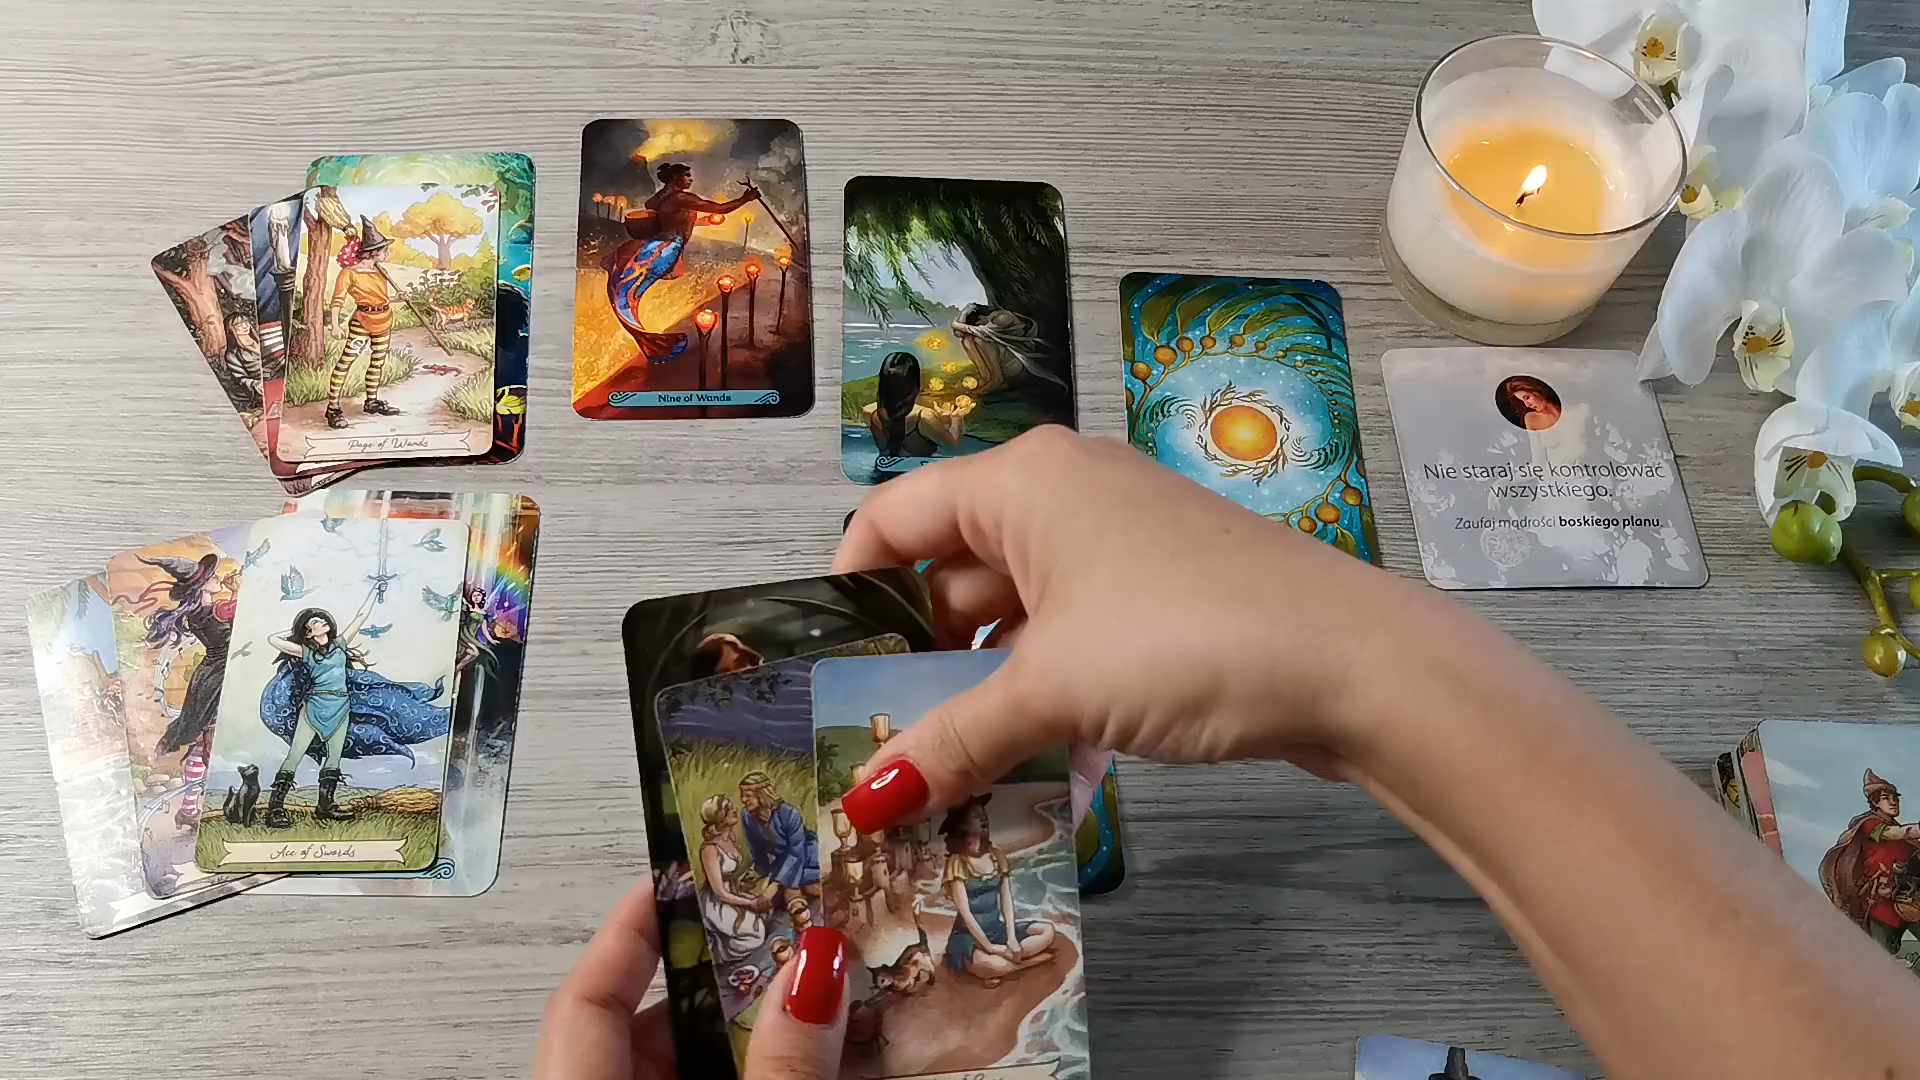 Nine of Wands
Page of Wands
Nie staraj się kontrolować
wszystkiego.
Zaufaj mądrości boskiego planu.
Ace of Swords